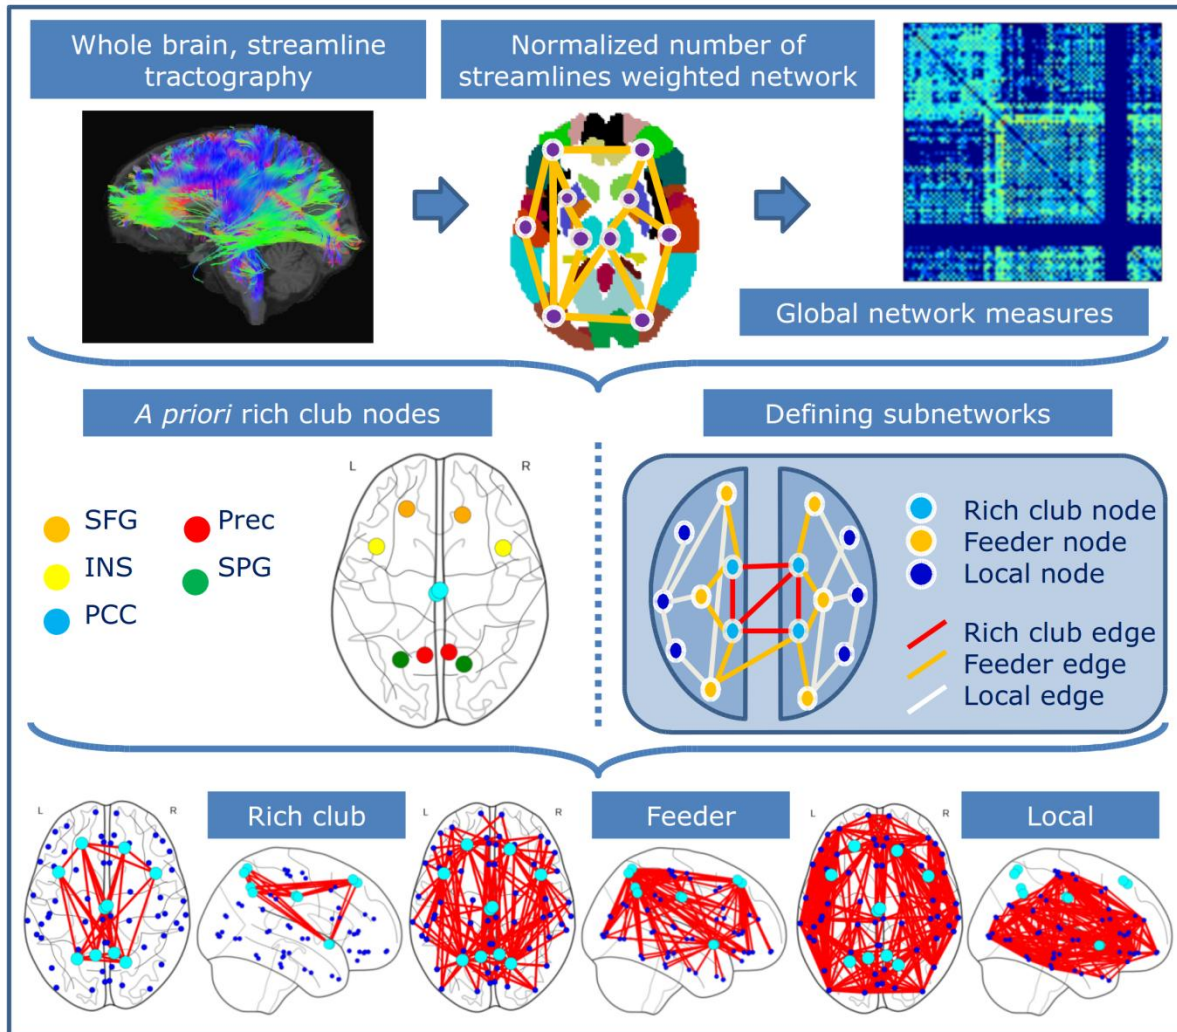 Whole brain, streamline
tractography
Normalized number of
streamlines weighted network
Global network measures
A priori rich club nodes
Defining subnetworks
L
R
SFG
Prec
INS
SPG
PCC
Rich club node
Feeder node
Local node
Rich club edge
Feeder edge
Local edge
L
R
Rich club
L
R
Feeder
L
R
Local